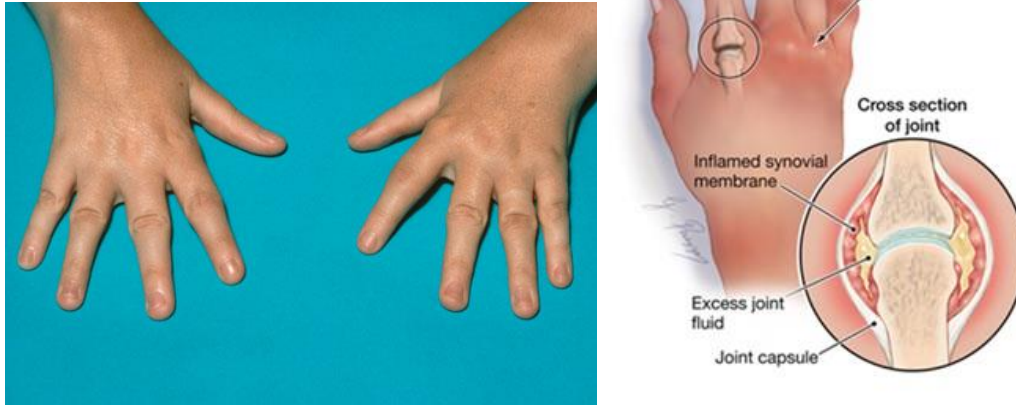 Cross section
of joint
Inflamed synovial
membrane
Excess joint
fluid
Joint capsule